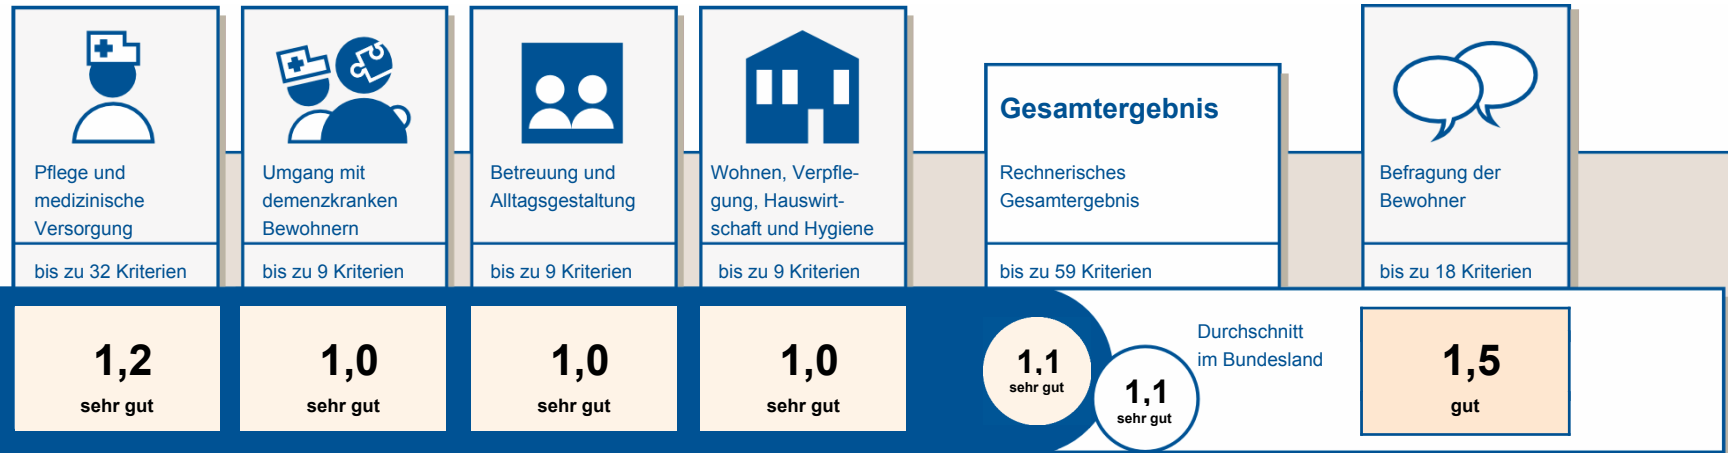 Pflege und
medizinische
Versorgung
bis zu 32 Kriterien
1,2
sehr gut
Umgang mit
demenzkranken
Bewohnern
bis zu 9 Kriterien
1,0
sehr gut
Betreuung und
Alltagsgestaltung
bis zu 9 Kriterien
1,0
sehr gut
Wohnen, Verpfle-
gung, Hauswirt-
schaft und Hygiene
bis zu 9 Kriterien
1,0
sehr gut
Gesamtergebnis
Rechnerisches
Gesamtergebnis
bis zu 59 Kriterien
1,1
sehr gut
1,1
sehr gut
Durchschnitt
im Bundesland
Befragung der
Bewohner
bis zu 18 Kriterien
1,5
gut